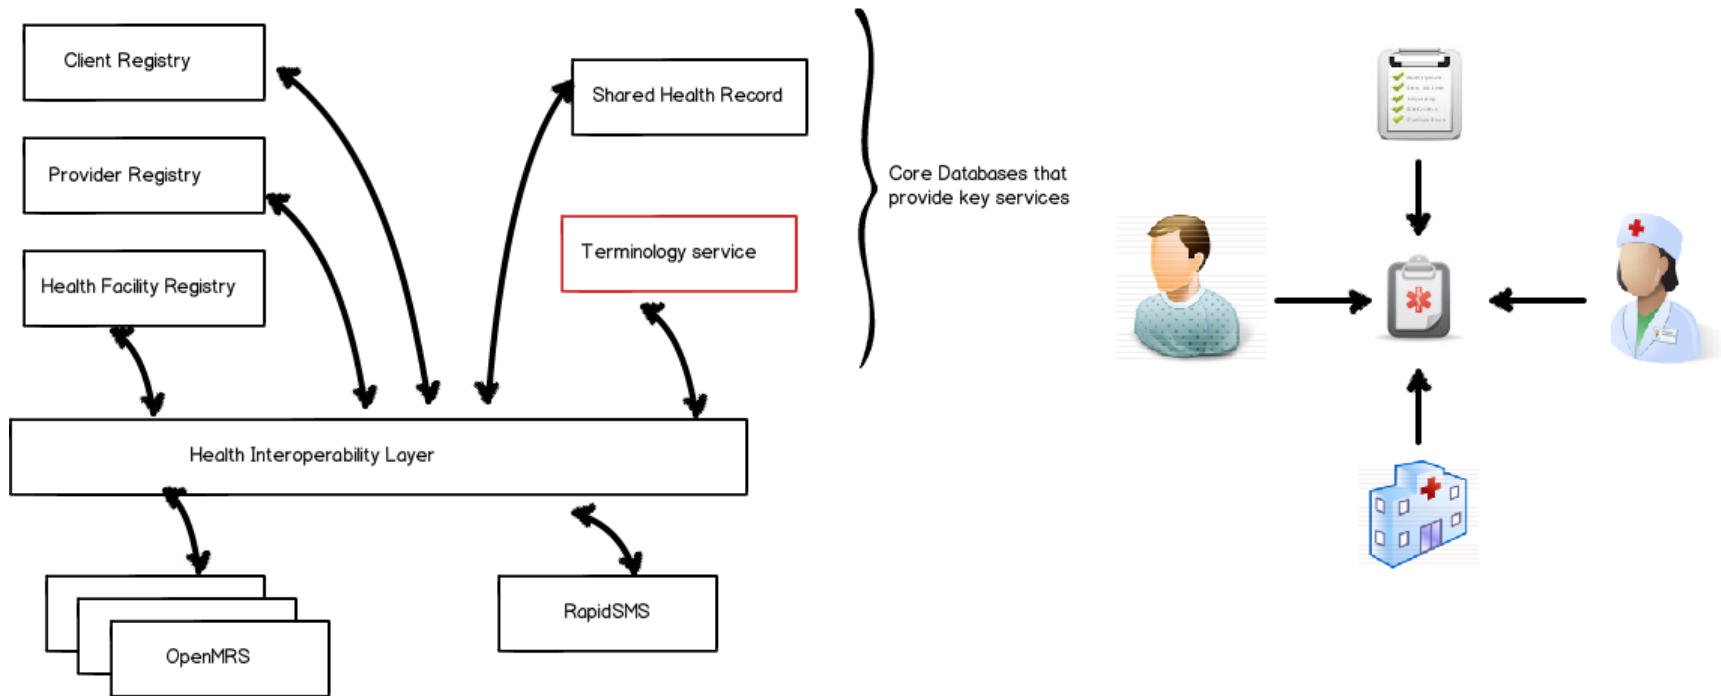 Client Registry
Shared Health Record
Provider Registry
Core Databases that
provide key services
Terminology service
Health Facility Registry
Health Interoperability Layer
RapidSMS
OpenMRS